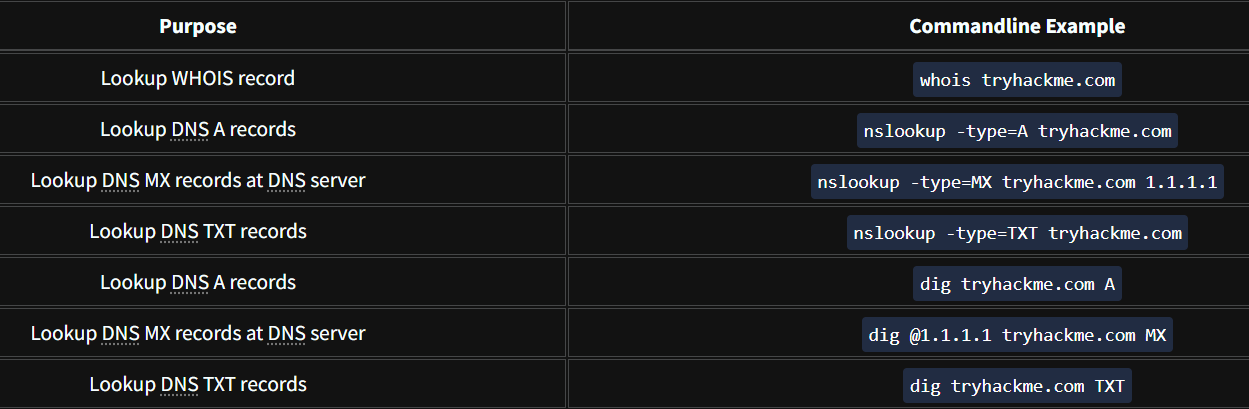 Purpose Commandline Example
Lookup WHOIS record whois tryhackme.com
Lookup DNS A records nslookup -type=A tryhackme.com
Lookup DNS MX records at DNS server nslookup -type=MX tryhackme.com 1.1.1.1
Lookup DNS TXT records nslookup -type=TXT tryhackme.com
Lookup DNS A records dig tryhackme.com A
Lookup DNS MX records at DNS server dig @1.1.1.1 tryhackme.com MX
Lookup DNS TXT records dig tryhackme.com TXT